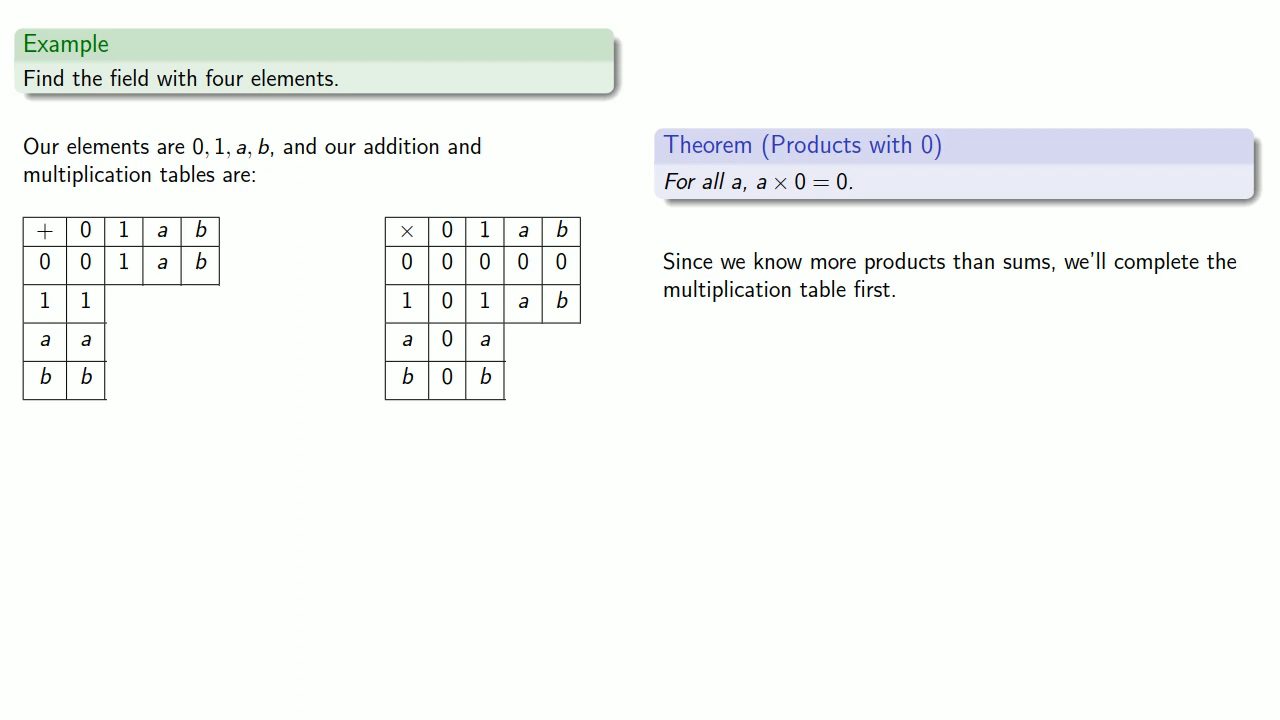 Example
Find the field with four elements.
Our elements are 0, 1, a, b, and our addition and
multiplication tables are:
+ 0 1 a b
0 0 1 a b
1 1
a a
b b
× 0 1 a b
0 0 0 0 0
1 0 1 a b
a 0 a
b 0 b
Theorem (Products with 0)
For all a, a × 0 = 0.
Since we know more products than sums, we'll complete the
multiplication table first.